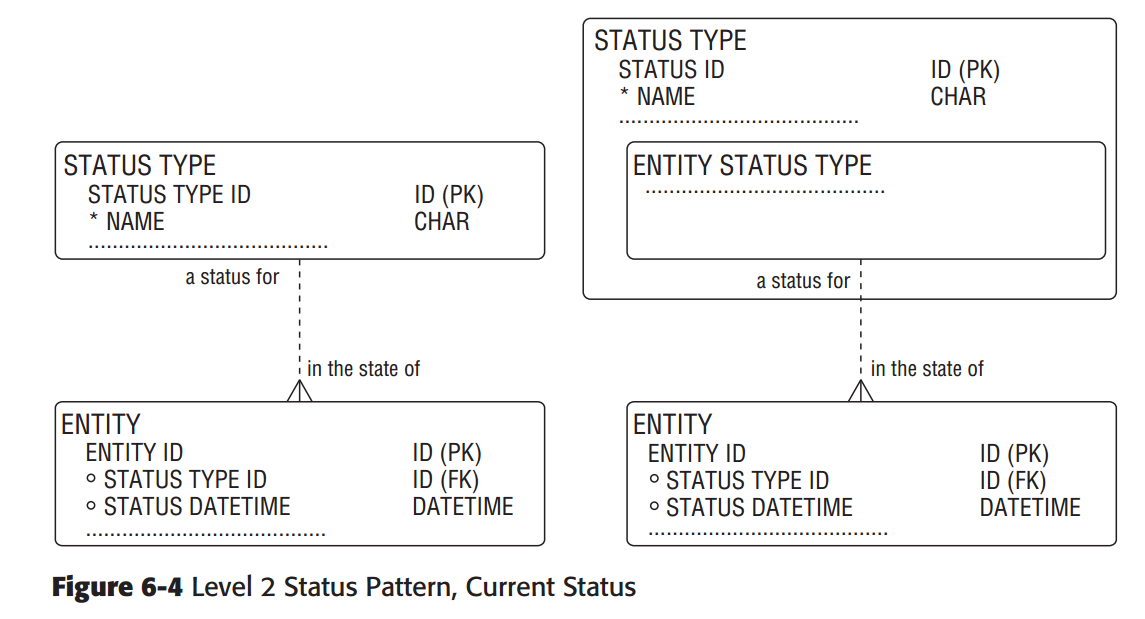 STATUS TYPE
STATUS TYPE ID ID (PK)
* NAME CHAR
a status for
in the state of
ENTITY
ENTITY ID ID (PK)
° STATUS TYPE ID ID (FK)
° STATUS DATETIME DATETIME
STATUS TYPE
STATUS ID ID (PK)
* NAME CHAR
ENTITY STATUS TYPE
a status for
in the state of
ENTITY
ENTITY ID ID (PK)
° STATUS TYPE ID ID (FK)
° STATUS DATETIME DATETIME
Figure 6-4 Level 2 Status Pattern, Current Status